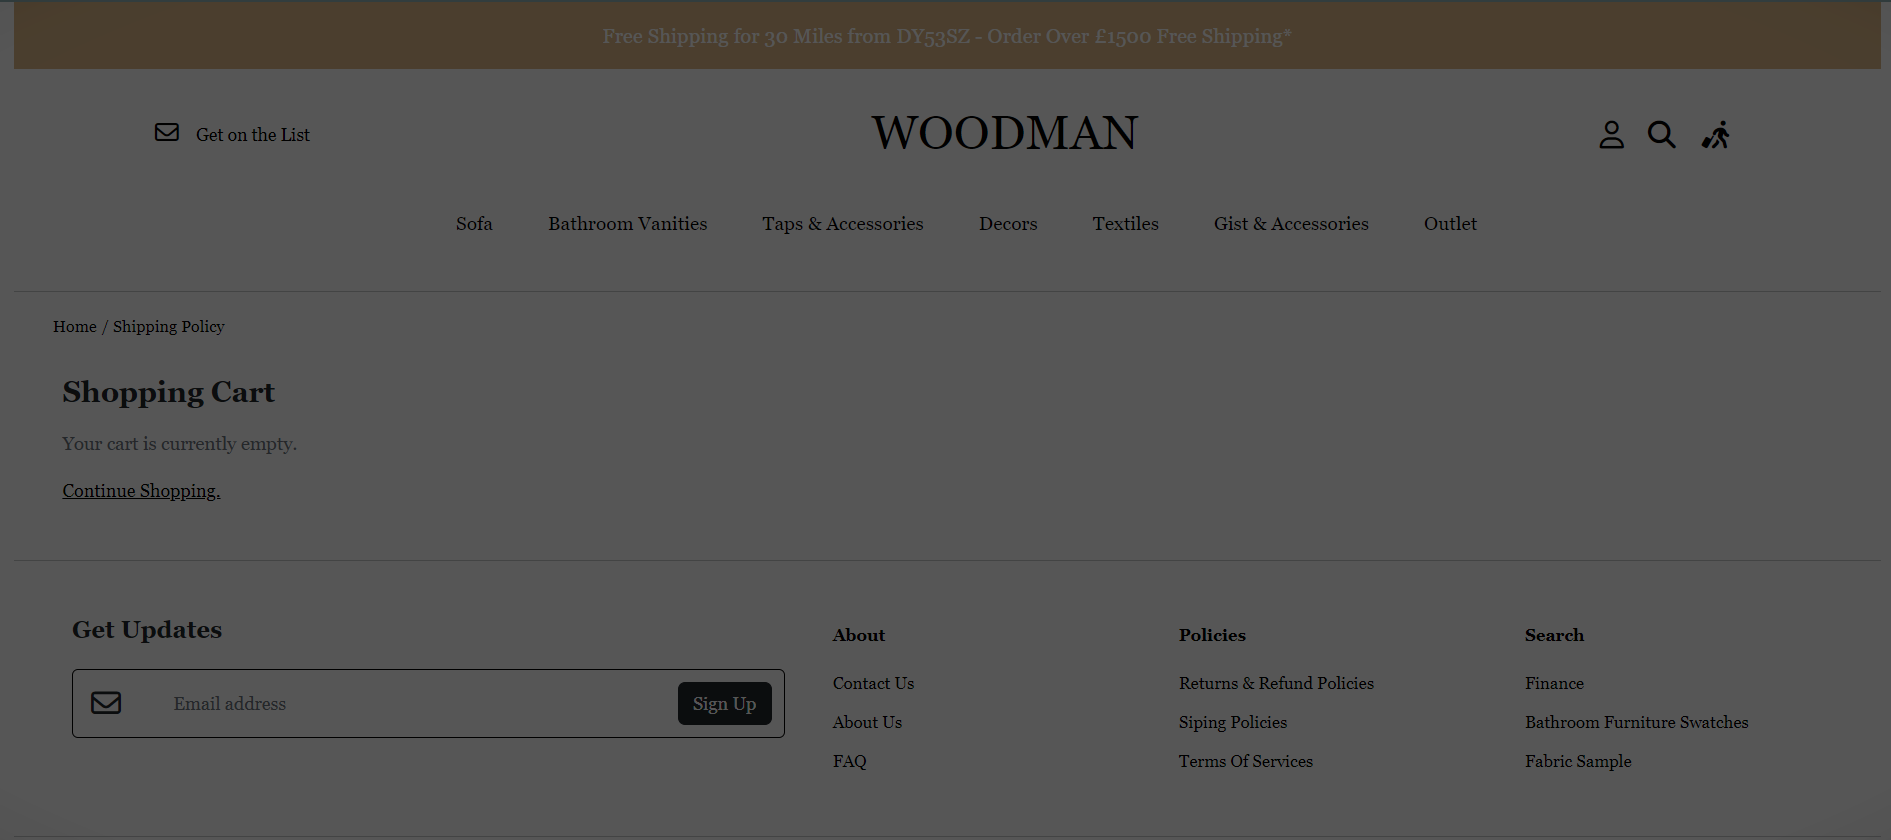 Free Shipping for 30 Miles from DY53SZ - Order Over £1500 Free Shipping*
Get on the List
WOODMAN
Sofa Bathroom Vanities Taps & Accessories Decors Textiles Gist & Accessories Outlet
Home / Shipping Policy
Shopping Cart
Your cart is currently empty.
Continue Shopping.
Get Updates
Email address
Sign Up
About
Contact Us
About Us
FAQ
Policies
Returns & Refund Policies
Siping Policies
Terms Of Services
Search
Finance
Bathroom Furniture Swatches
Fabric Sample